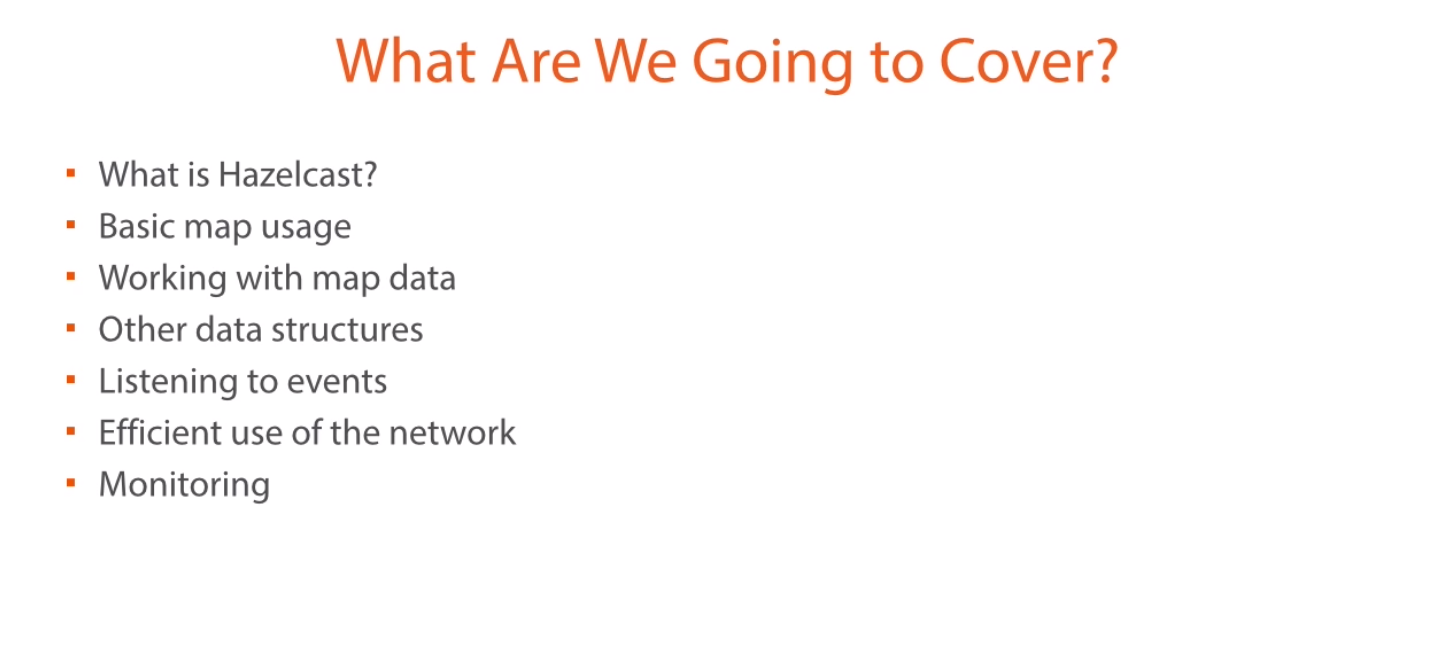 What Are We Going to Cover?
What is Hazelcast?
Basic map usage
Working with map data
Other data structures
Listening to events
Efficient use of the network
Monitoring